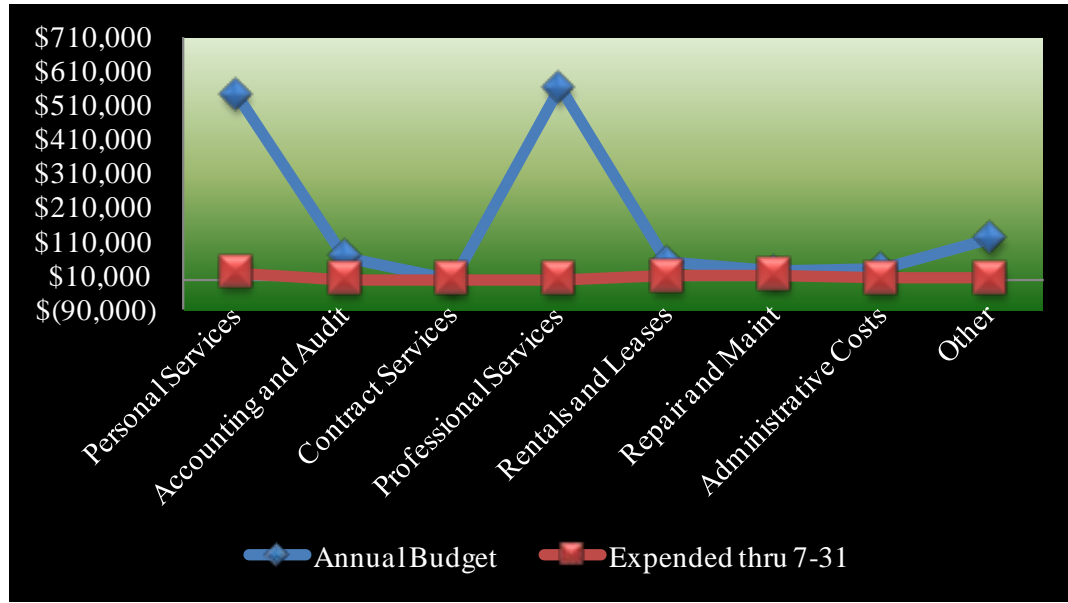 $710,000
$610,000
$510,000
$410,000
$310,000
$210,000
$110,000
$10,000
$(90,000)
Personal Services
Accounting and Audit
Contract Services
Professional Services
Rentals and Leases
Repair and Maint
Administrative Costs
Other
Annual Budget
Expended thru 7-31